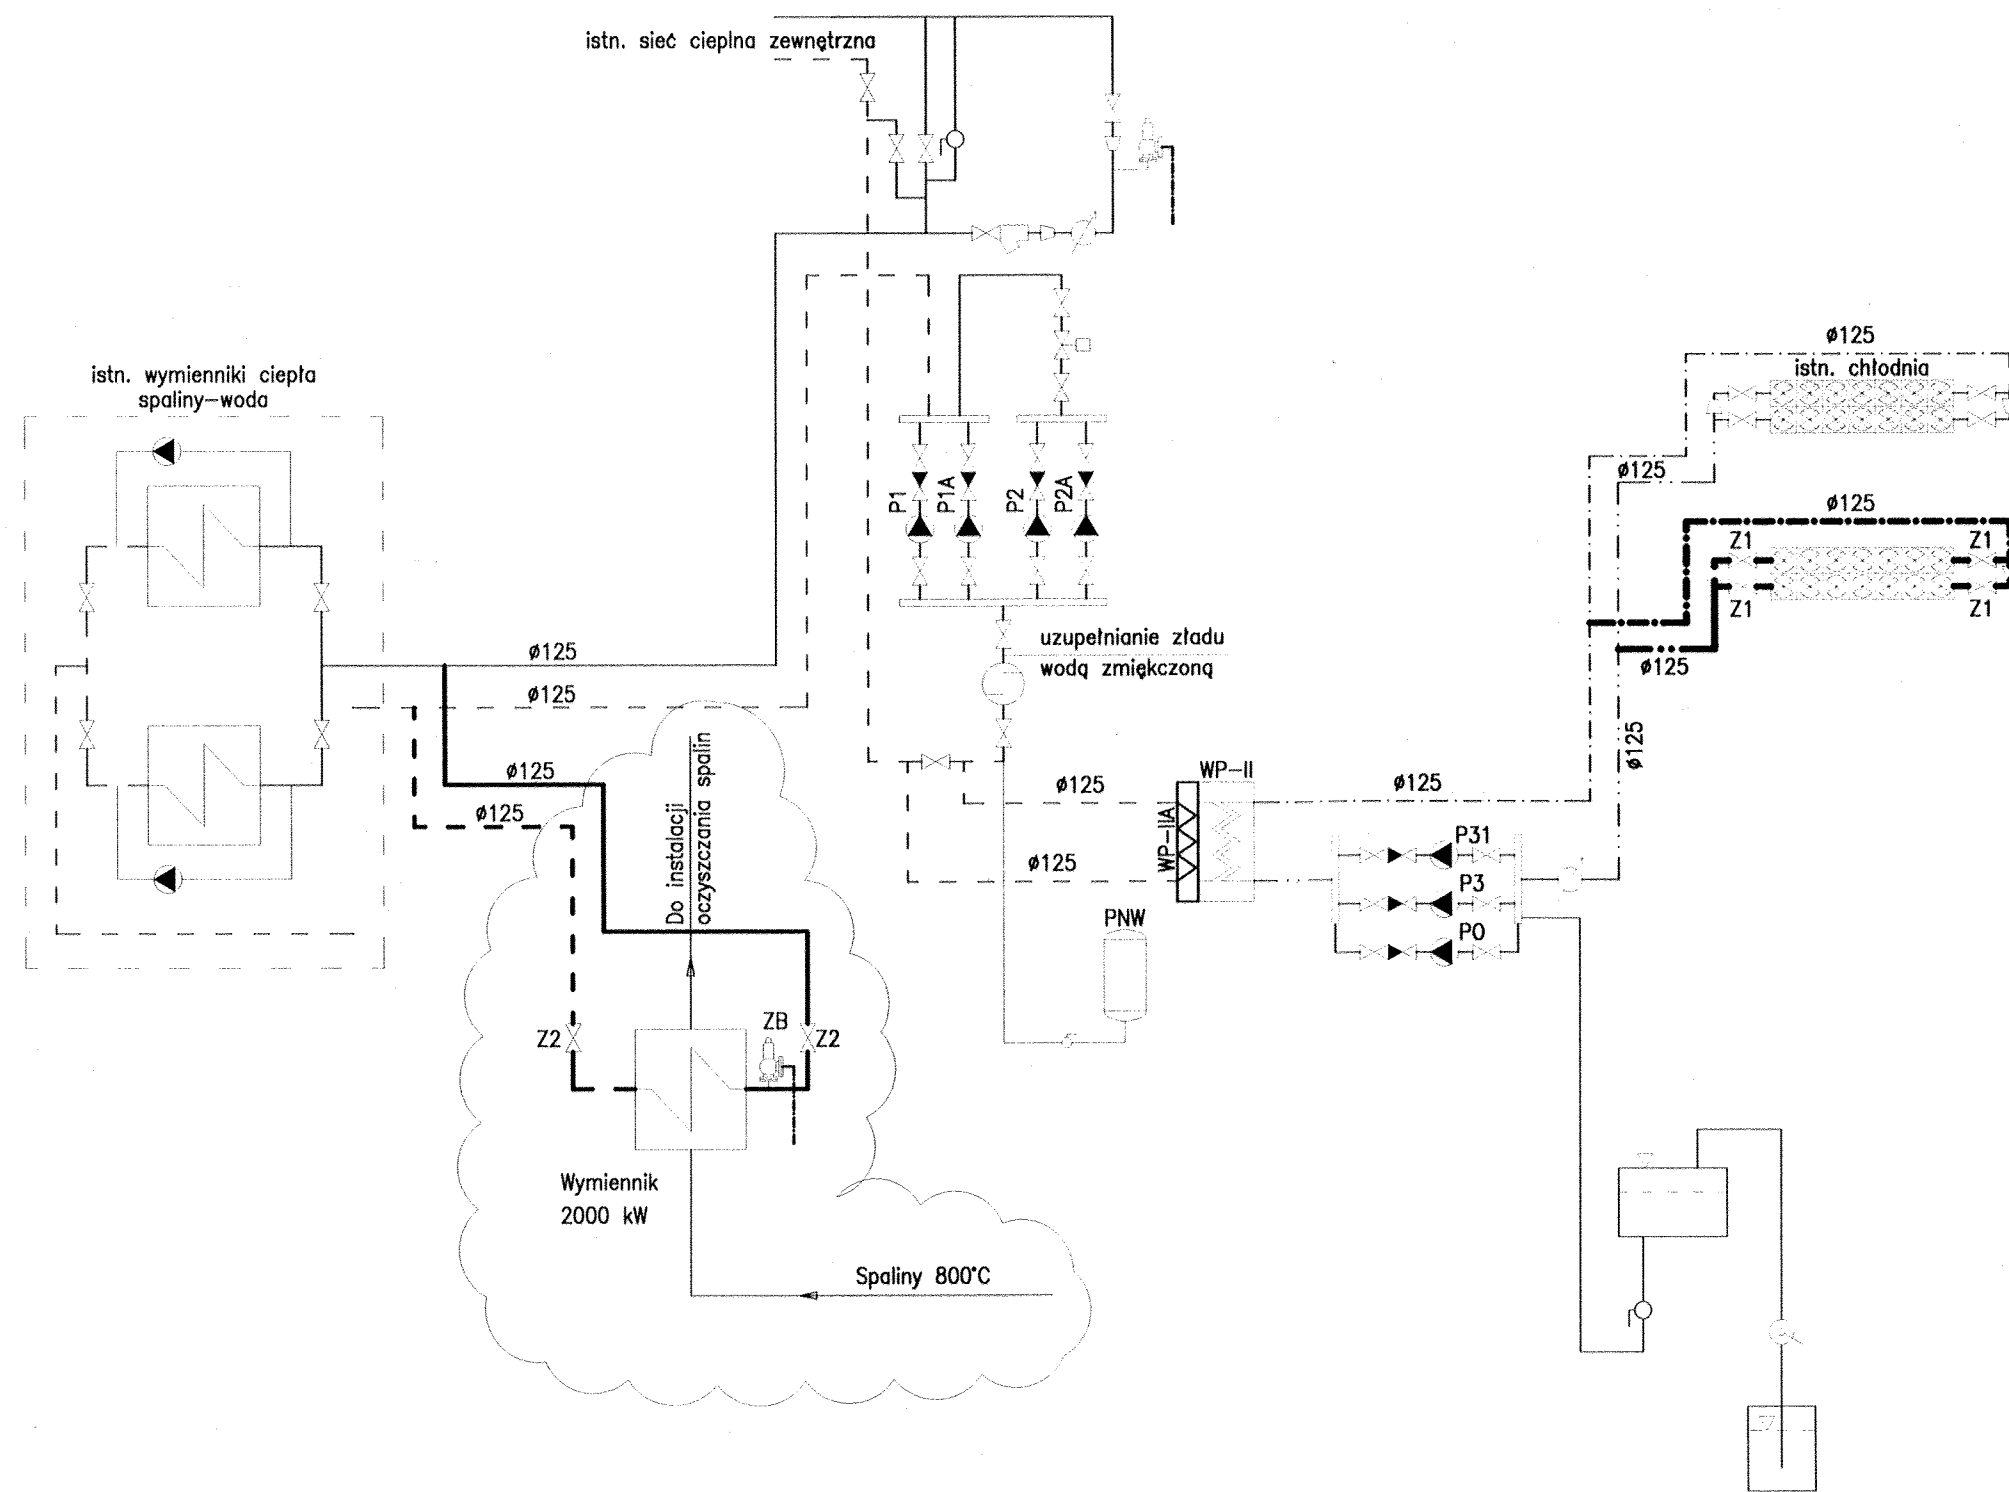 istn. sieć cieplna zewnętrzna
ø125
istn. chłodnia
istn. wymienniki ciepła
spaliny-woda
ø125
P1
P1A
P2
P2A
ø125
Z1
Z1
Z1
Z1
ø125
uzupełnianie zładu
wodą zmiękczoną
ø125
ø125
ø125
ø125
ø125
Do instalacji
oczyszczania spalin
ø125
ø125
WP-II
WP-IIA
ø125
P31
P3
P0
PNW
Z2
ZB
Z2
Wymiennik
2000 kW
Spaliny 800°C